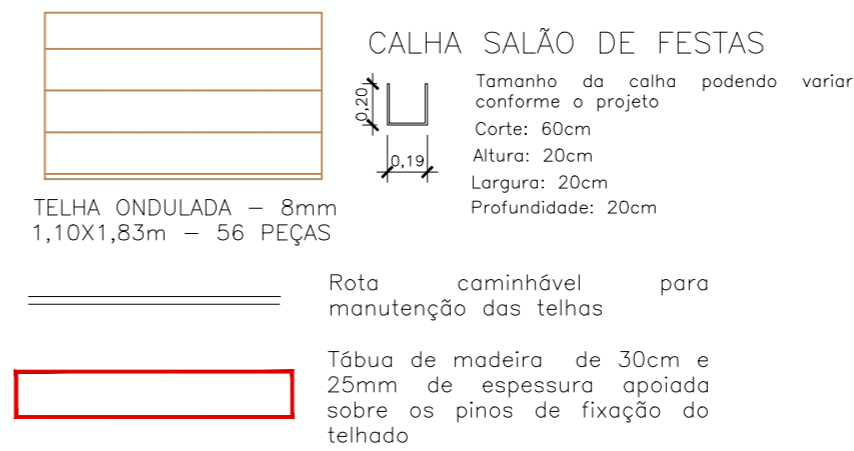 CALHA SALÃO DE FESTAS
Tamanho da calha podendo variar
conforme o projeto
Corte: 60cm
Altura: 20cm
Largura: 20cm
Profundidade: 20cm
0,20
0,19
TELHA ONDULADA – 8mm
1,10X1,83m – 56 PEÇAS
Rota caminhável para
manutenção das telhas
Tábua de madeira de 30cm e
25mm de espessura apoiada
sobre os pinos de fixação do
telhado